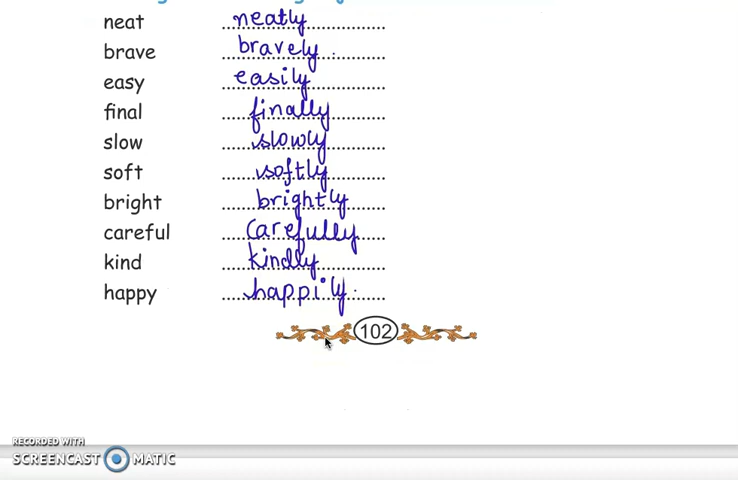 neat neatly
brave bravely
easy easily
final finally
slow slowly
soft softly
bright brightly
careful carefully
kind kindly
happy happily
102
RECORDED WITH
SCREENCAST MATIC